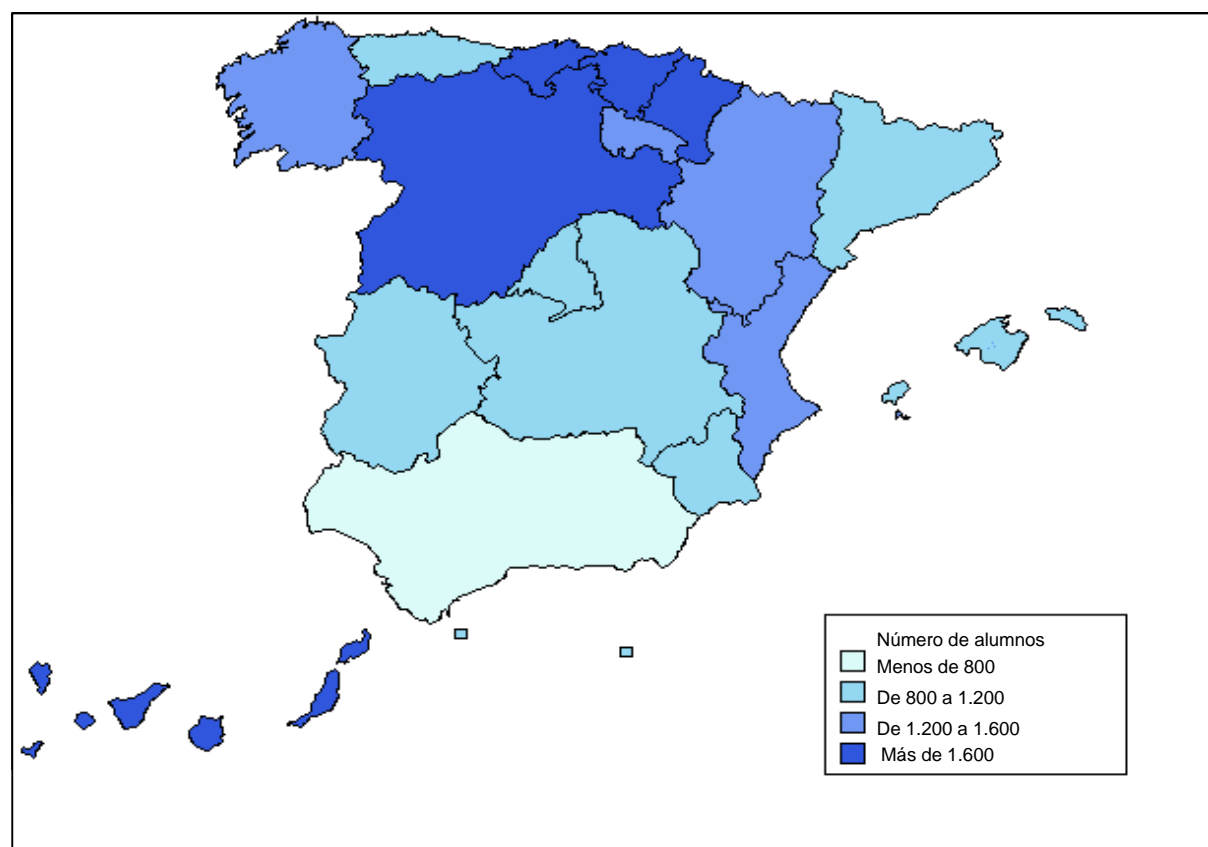 Número de alumnos
Menos de 800
De 800 a 1.200
De 1.200 a 1.600
Más de 1.600